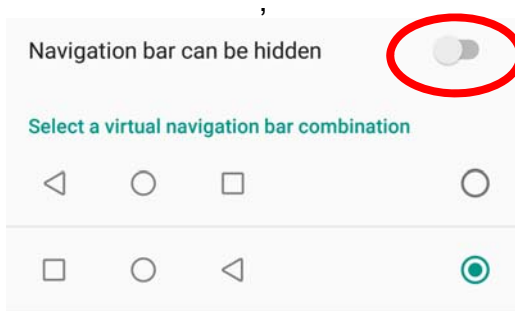 ,
Navigation bar can be hidden
Select a virtual navigation bar combination